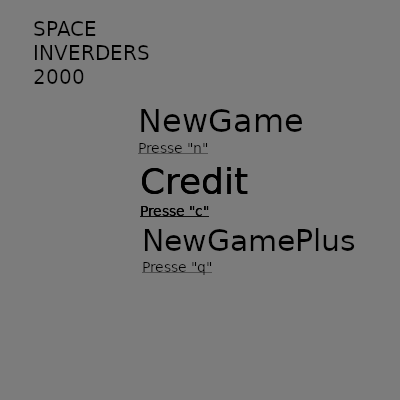 SPACE
INVERDERS
2000
NewGame
Presse "n"
Credit
Presse "c"
NewGamePlus
Presse "q"